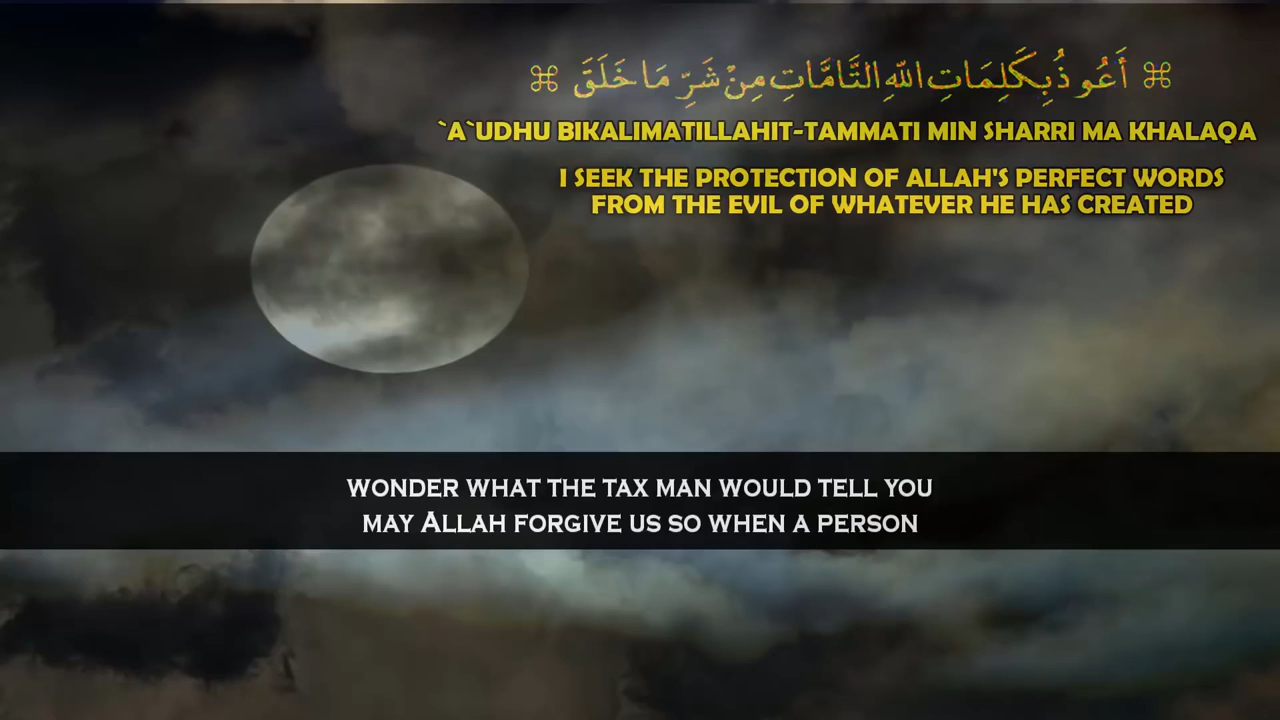 ⌘ أَعُوذُ بِكَلِمَاتِ اللّٰهِ التَّامَّاتِ مِنْ شَرِّ مَا خَلَقَ ⌘
`A`UDHU BIKALIMATILLAHIT-TAMMATI MIN SHARRI MA KHALAQA
I SEEK THE PROTECTION OF ALLAH'S PERFECT WORDS
FROM THE EVIL OF WHATEVER HE HAS CREATED
WONDER WHAT THE TAX MAN WOULD TELL YOU
MAY ALLAH FORGIVE US SO WHEN A PERSON